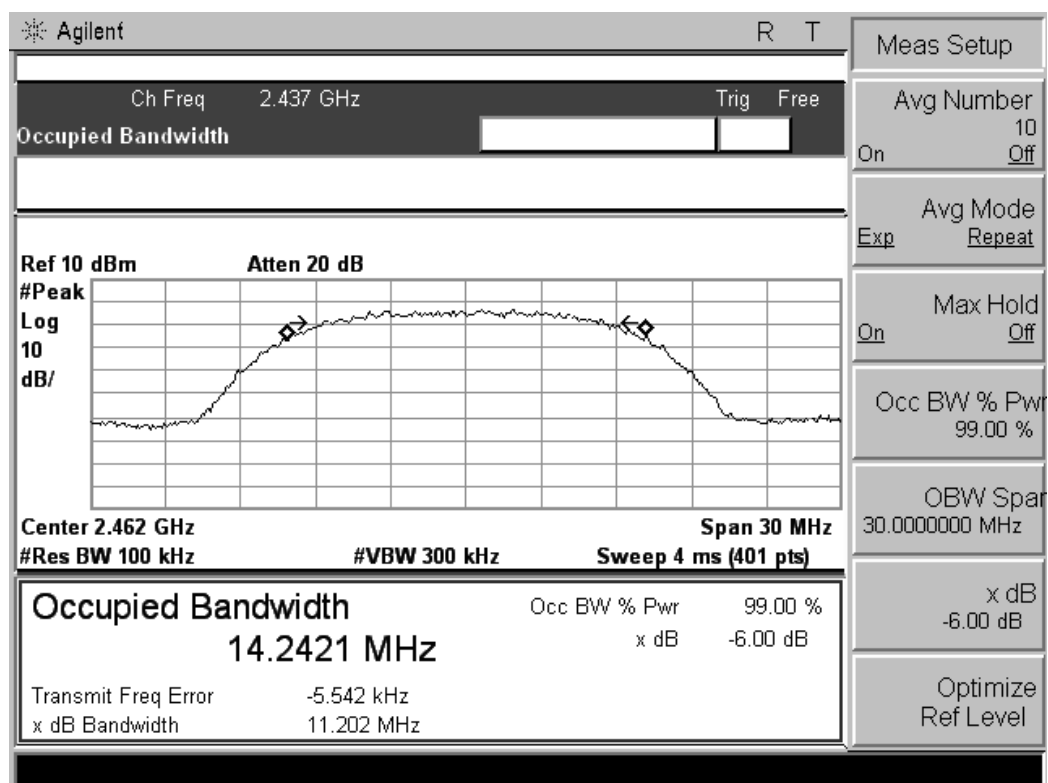 Agilent R T
Ch Freq 2.437 GHz Trig Free
Occupied Bandwidth
Ref 10 dBm Atten 20 dB
#Peak
Log
10
dB/
Center 2.462 GHz Span 30 MHz
#Res BW 100 kHz #VBW 300 kHz Sweep 4 ms (401 pts)
Occupied Bandwidth
14.2421 MHz
Occ BW % Pwr 99.00 %
x dB -6.00 dB
Transmit Freq Error -5.542 kHz
x dB Bandwidth 11.202 MHz
Meas Setup
Avg Number
10
On Off
Avg Mode
Exp Repeat
Max Hold
On Off
Occ BW % Pwr
99.00 %
OBW Span
30.0000000 MHz
x dB
-6.00 dB
Optimize
Ref Level